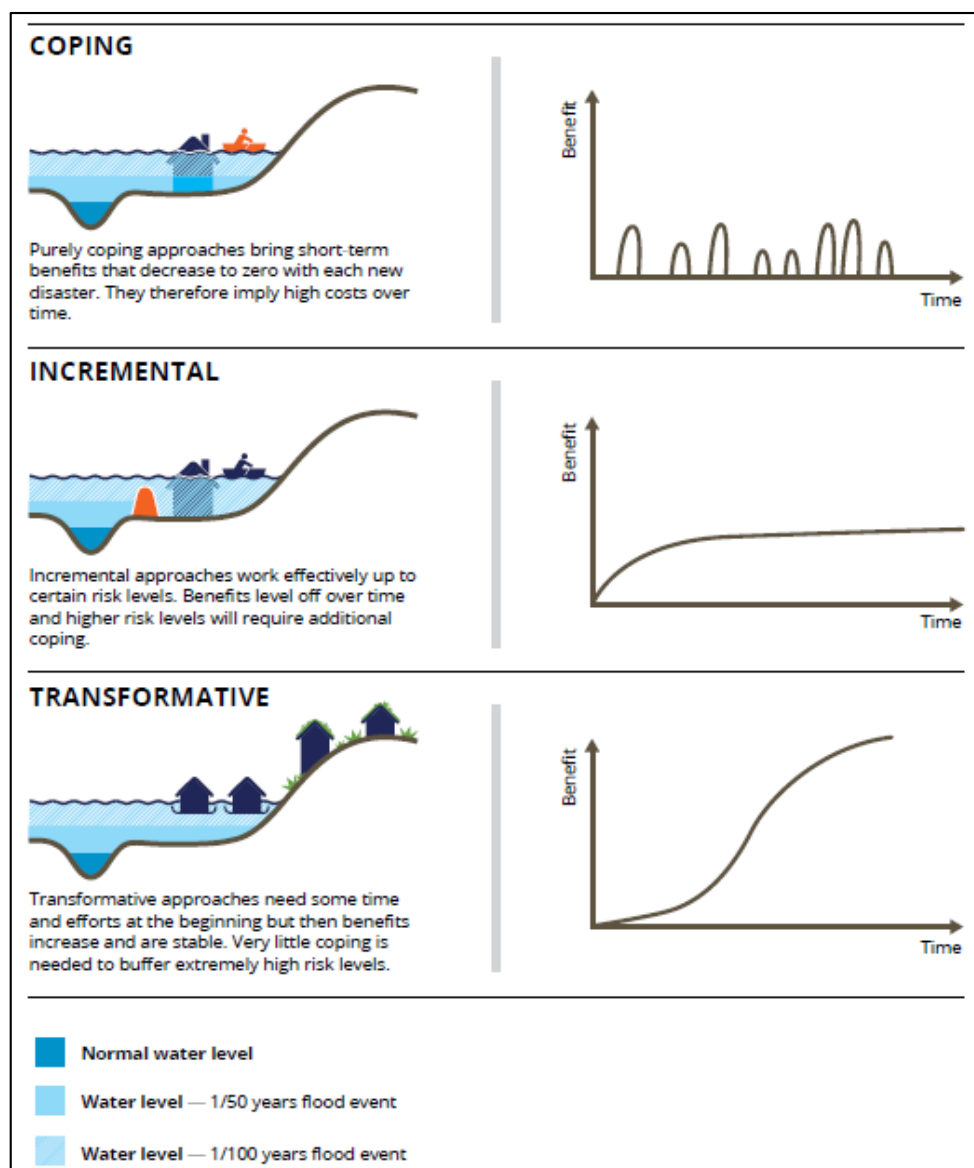 COPING
Purely coping approaches bring short-term
benefits that decrease to zero with each new
disaster. They therefore imply high costs over
time.
Benefit
Time
INCREMENTAL
Incremental approaches work effectively up to
certain risk levels. Benefits level off over time
and higher risk levels will require additional
coping.
Benefit
Time
TRANSFORMATIVE
Transformative approaches need some time
and efforts at the beginning but then benefits
increase and are stable. Very little coping is
needed to buffer extremely high risk levels.
Benefit
Time
Normal water level
Water level — 1/50 years flood event
Water level — 1/100 years flood event